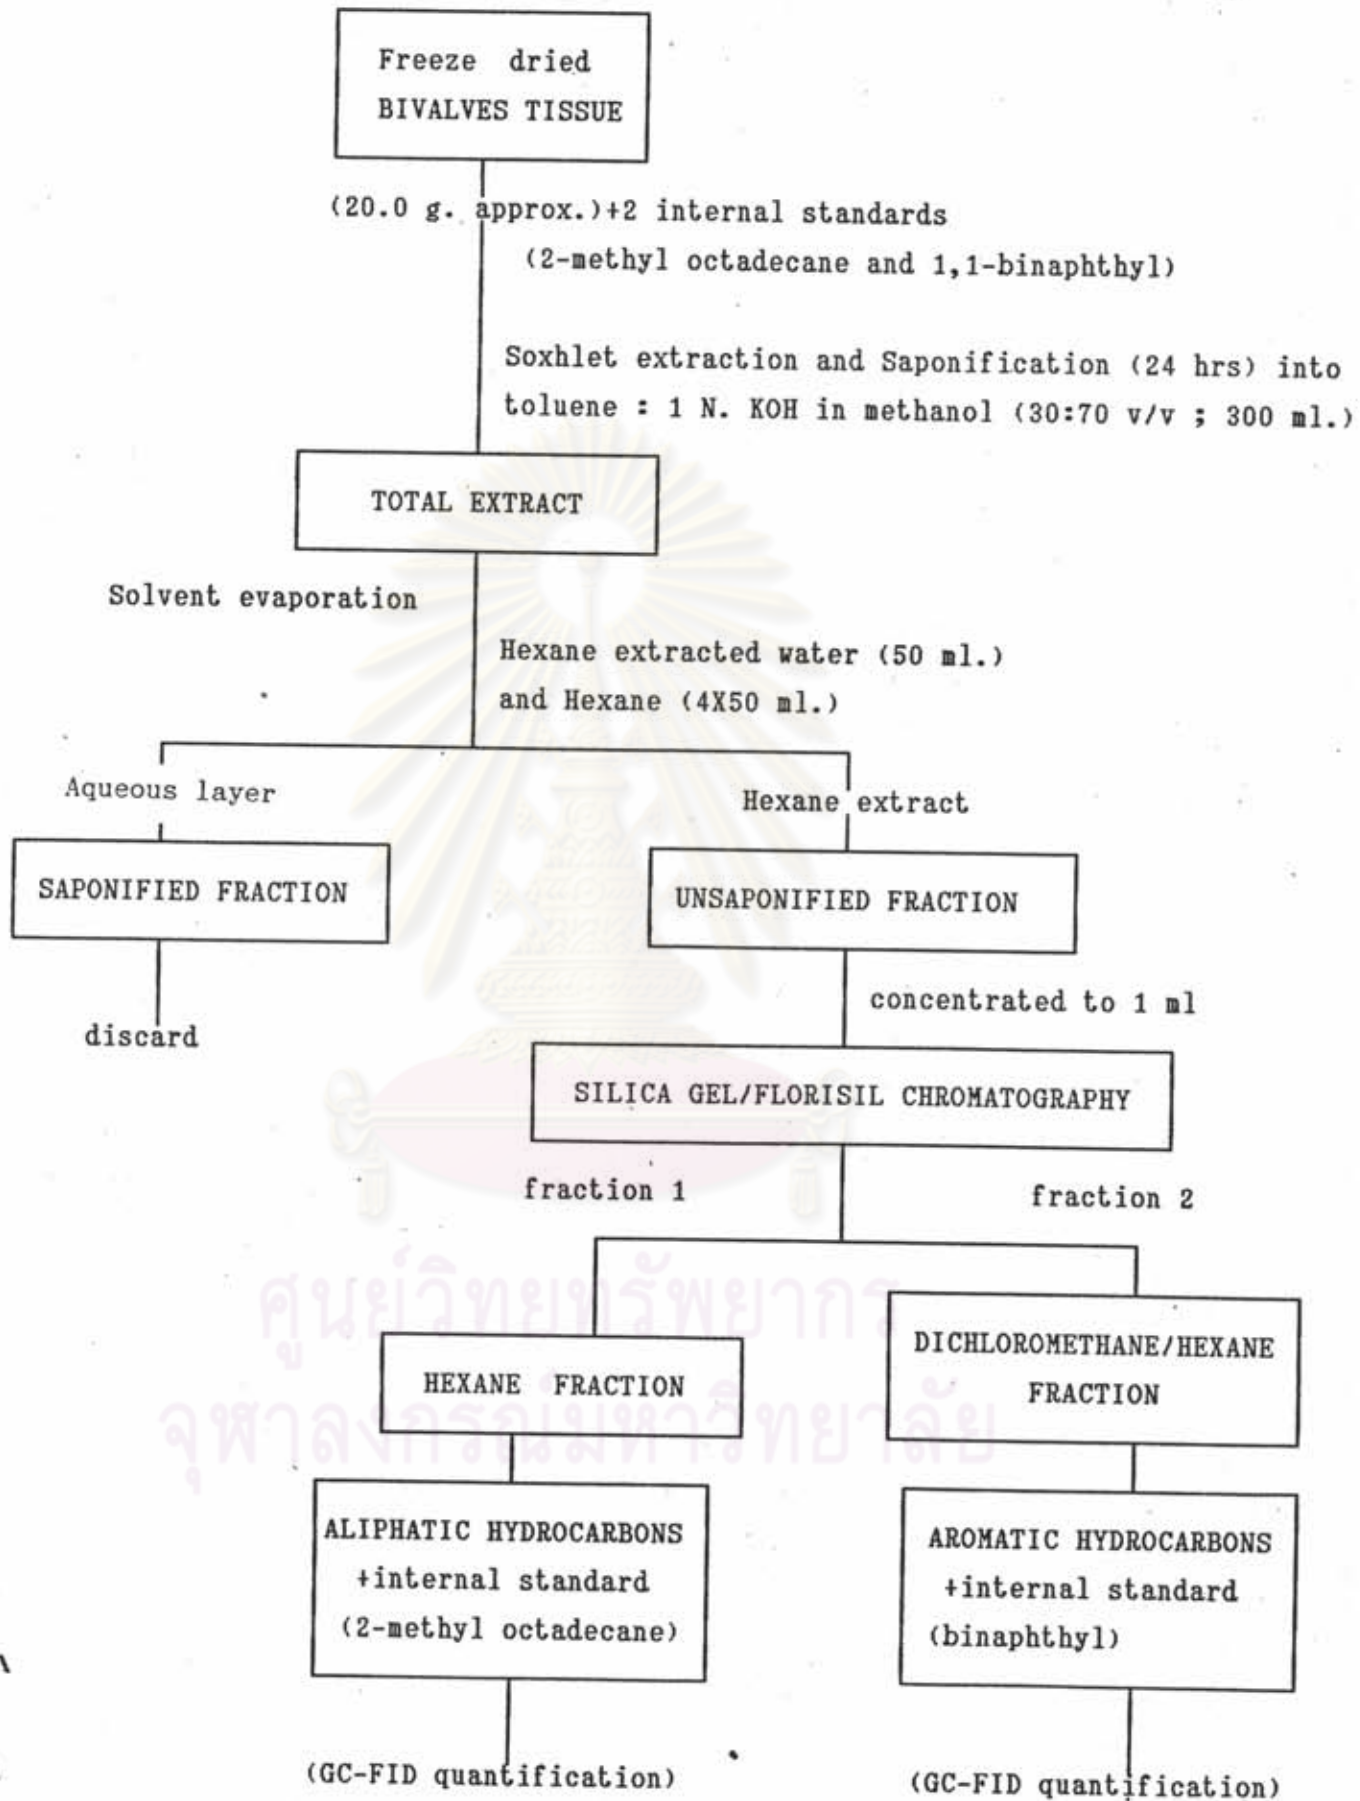 Freeze dried
BIVALVES TISSUE
(20.0 g. approx.)+2 internal standards
(2-methyl octadecane and 1,1-binaphthyl)
Soxhlet extraction and Saponification (24 hrs) into
toluene : 1 N. KOH in methanol (30:70 v/v ; 300 ml.)
TOTAL EXTRACT
Solvent evaporation
Hexane extracted water (50 ml.)
and Hexane (4X50 ml.)
Aqueous layer
Hexane extract
SAPONIFIED FRACTION
UNSAPONIFIED FRACTION
concentrated to 1 ml
discard
SILICA GEL/FLORISIL CHROMATOGRAPHY
fraction 1
fraction 2
ศูนย์วิทยทรัพยากร
จุฬาลงกรณ์มหาวิทยาลัย
HEXANE FRACTION
DICHLOROMETHANE/HEXANE
FRACTION
ALIPHATIC HYDROCARBONS
+internal standard
(2-methyl octadecane)
AROMATIC HYDROCARBONS
+internal standard
(binaphthyl)
(GC-FID quantification)
(GC-FID quantification)